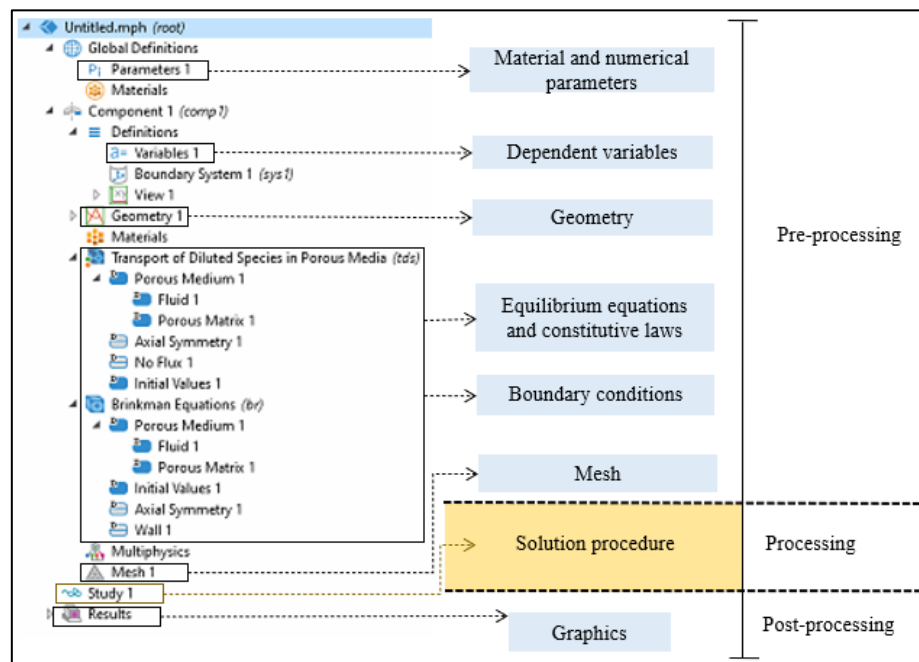 Untitled.mph (root)
Global Definitions
Pi Parameters 1
Materials
Component 1 (comp1)
Definitions
a= Variables 1
Boundary System 1 (sys1)
View 1
Geometry 1
Materials
Transport of Diluted Species in Porous Media (tds)
Porous Medium 1
Fluid 1
Porous Matrix 1
Axial Symmetry 1
No Flux 1
Initial Values 1
Brinkman Equations (br)
Porous Medium 1
Fluid 1
Porous Matrix 1
Initial Values 1
Axial Symmetry 1
Wall 1
Multiphysics
Mesh 1
Study 1
Results
Material and numerical
parameters
Dependent variables
Geometry
Equilibrium equations
and constitutive laws
Boundary conditions
Mesh
Solution procedure
Graphics
Pre-processing
Processing
Post-processing